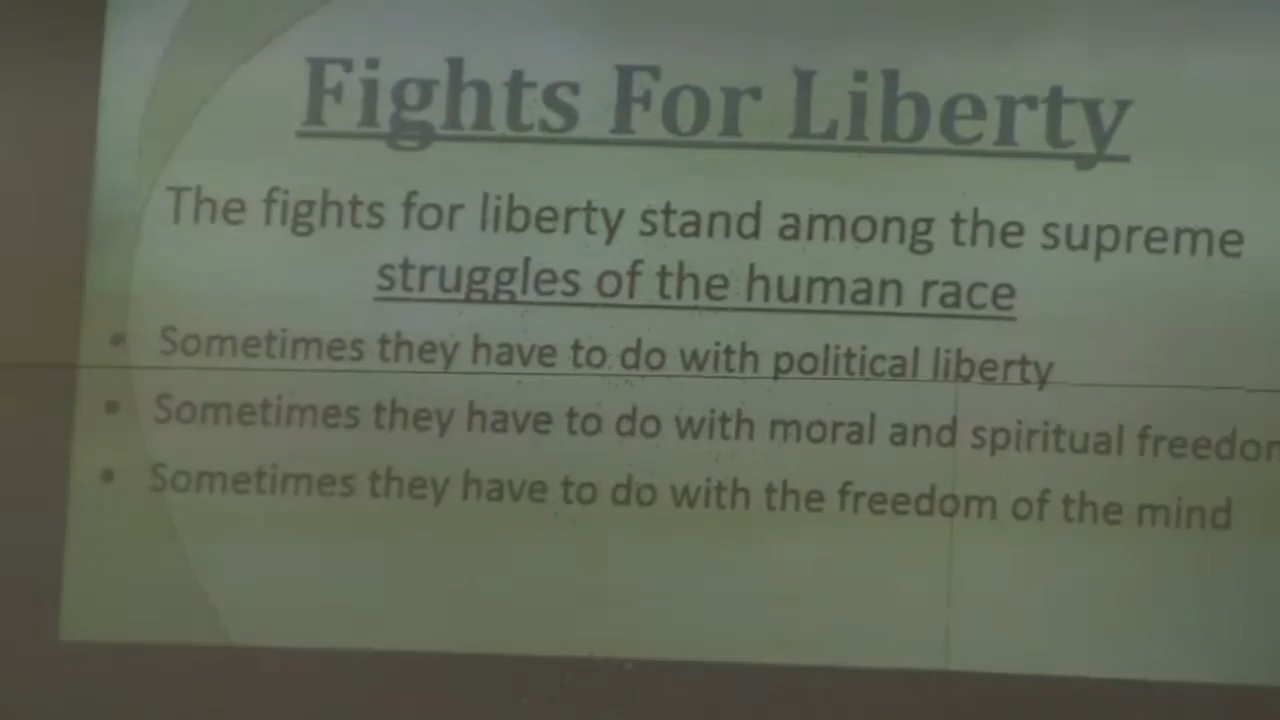 Fights For Liberty
The fights for liberty stand among the supreme
struggles of the human race
• Sometimes they have to do with political liberty
• Sometimes they have to do with moral and spiritual
• Sometimes they have to do with the freedom of the mind